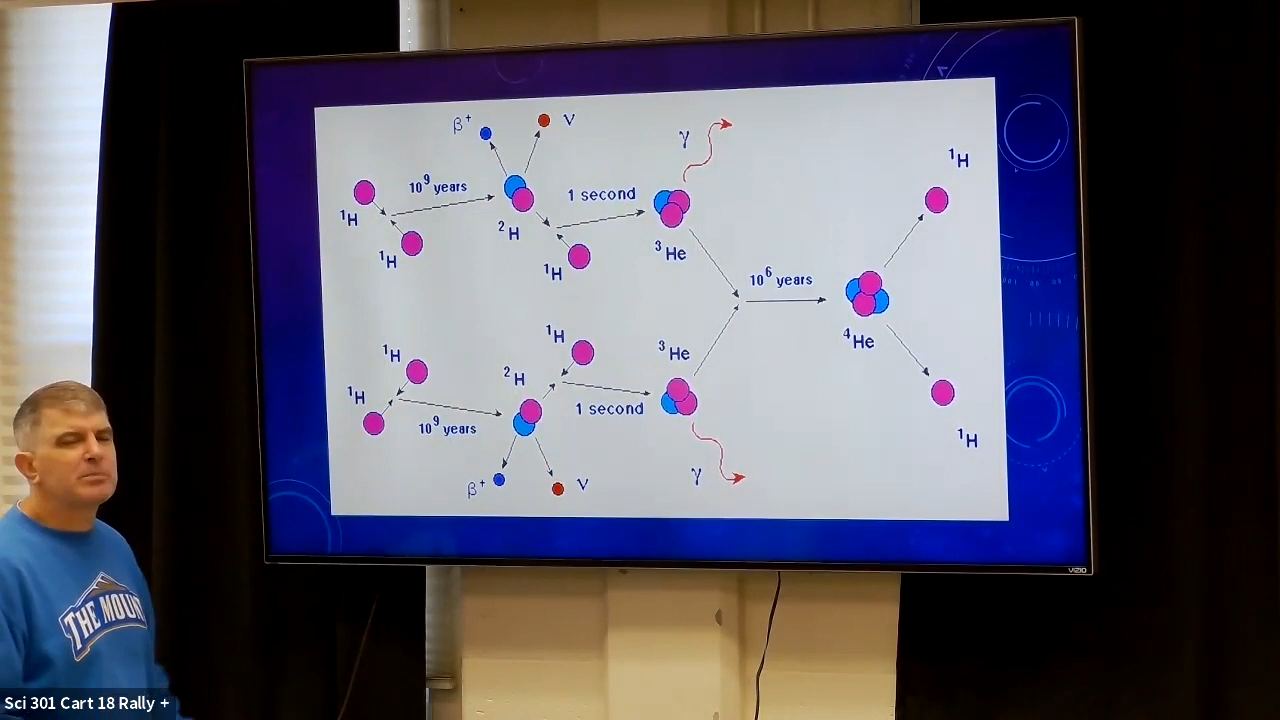 β⁺
ν
γ
¹H
10⁹ years
1 second
¹H
²H
³He
¹H
¹H
10⁶ years
¹H
³He
⁴He
¹H
²H
¹H
10⁹ years
1 second
¹H
β⁺
ν
γ
THE MOUNT
VIZIO
Sci 301 Cart 18 Rally +